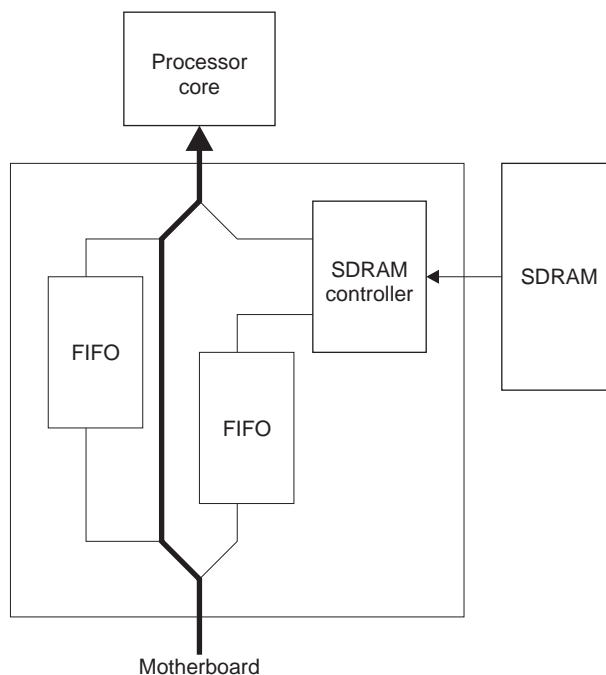 Processor
core
SDRAM
controller
SDRAM
FIFO
FIFO
Motherboard